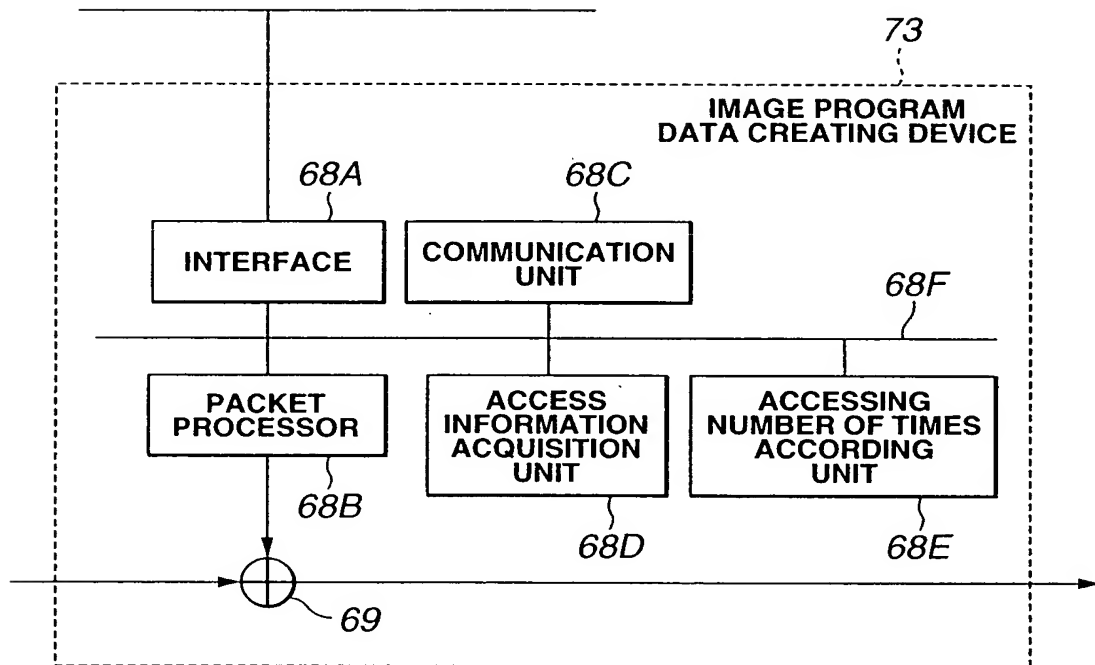 73
IMAGE PROGRAM
DATA CREATING DEVICE
68A
68C
INTERFACE
COMMUNICATION
UNIT
68F
PACKET
PROCESSOR
ACCESS
INFORMATION
ACQUISITION
UNIT
ACCESSING
NUMBER OF TIMES
ACCORDING
UNIT
68B
68D
68E
69